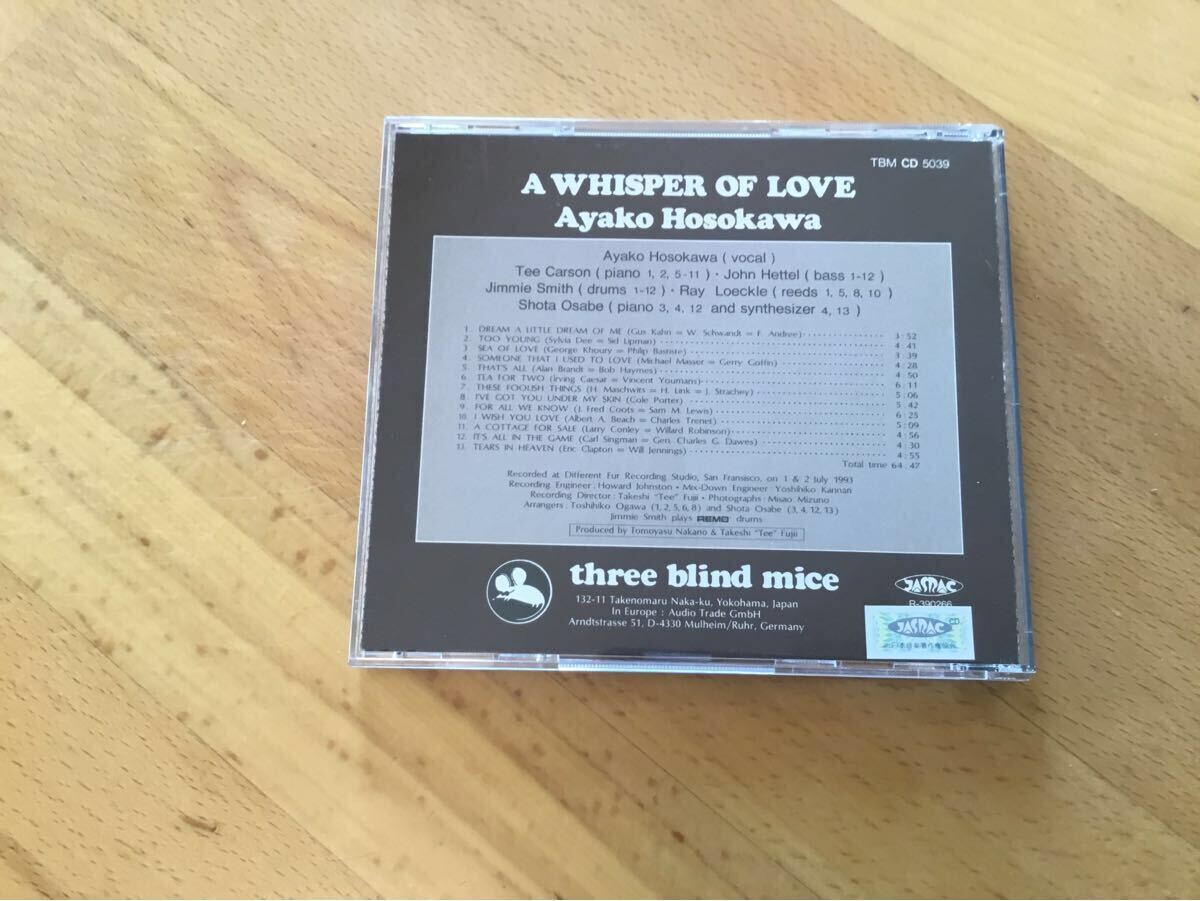 TBM CD 5039
A WHISPER OF LOVE
Ayako Hosokawa
Ayako Hosokawa ( vocal )
Tee Carson ( piano 1, 2, 5-11 ) · John Hettel ( bass 1-12 )
Jimmie Smith ( drums 1-12 ) · Ray Loeckle ( reeds 1, 5, 8, 10 )
Shota Osabe ( piano 3, 4, 12 and synthesizer 4, 13 )
1. DREAM A LITTLE DREAM OF ME (Gus Kahn = W. Schwandt = F. Andree) 3:52
2. TOO YOUNG (Sylvia Dee = Sid Lipman) 4:41
3. SEA OF LOVE (George Khoury = Philip Bastiste) 3:39
4. SOMEONE THAT I USED TO LOVE (Michael Masser = Gerry Goffin) 4:28
5. THAT'S ALL (Alan Brandt = Bob Haymes) 4:50
6. TEA FOR TWO (Irving Caesar = Vincent Youmans) 6:11
7. THESE FOOLISH THINGS (H. Maschwits = H. Link = J. Strachey) 5:06
8. I'VE GOT YOU UNDER MY SKIN (Cole Porter) 5:42
9. FOR ALL WE KNOW (J. Fred Coots = Sam M. Lewis) 6:25
10. I WISH YOU LOVE (Albert A. Beach = Charles Trenet) 5:09
11. A COTTAGE FOR SALE (Larry Conley = Willard Robinson) 4:56
12. IT'S ALL IN THE GAME (Carl Singman = Gen. Charles G. Dawes) 4:30
13. TEARS IN HEAVEN (Eric Clapton = Will Jennings) 4:55
Total time 64:47
Recorded at Different Fur Recording Studio, San Fransisco, on 1 & 2 July 1993
Recording Engineer : Howard Johnston · Mix-Down Engineer : Yoshihiko Kannari
Recording Director : Takeshi "Tee" Fujii · Photographs : Misao Mizuno
Arrangers : Toshihiko Ogawa (1, 2, 5, 6, 8) and Shota Osabe (3, 4, 12, 13)
Jimmie Smith plays REMO drums
Produced by Tomoyasu Nakano & Takeshi "Tee" Fujii
three blind mice
132-11 Takenomaru Naka-ku, Yokohama, Japan
In Europe : Audio Trade GmbH
Arndtstrasse 51, D-4330 Mulheim/Ruhr, Germany
JASRAC
R-390266
JASRAC